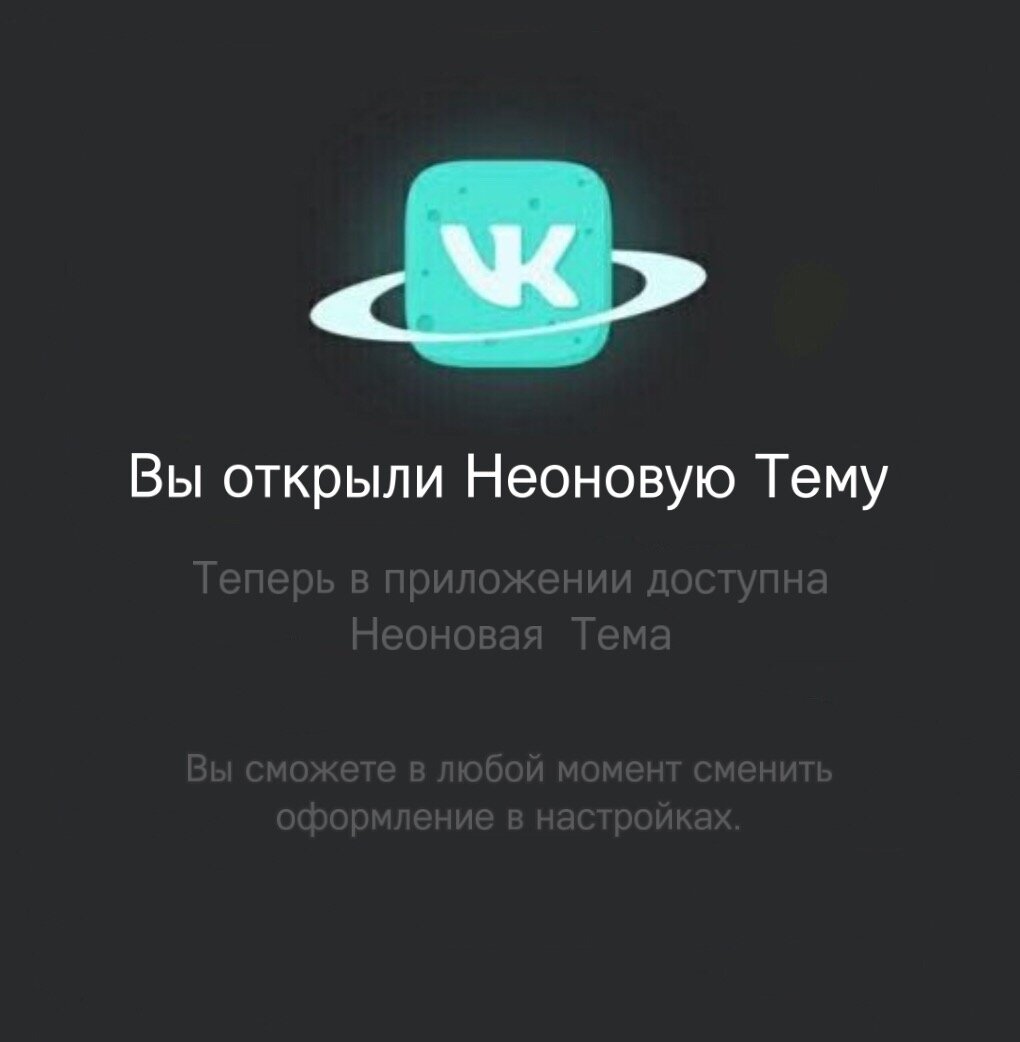 VK
Вы открыли Неоновую Тему
Теперь в приложении доступна
Неоновая Тема
Вы сможете в любой момент сменить
оформление в настройках.